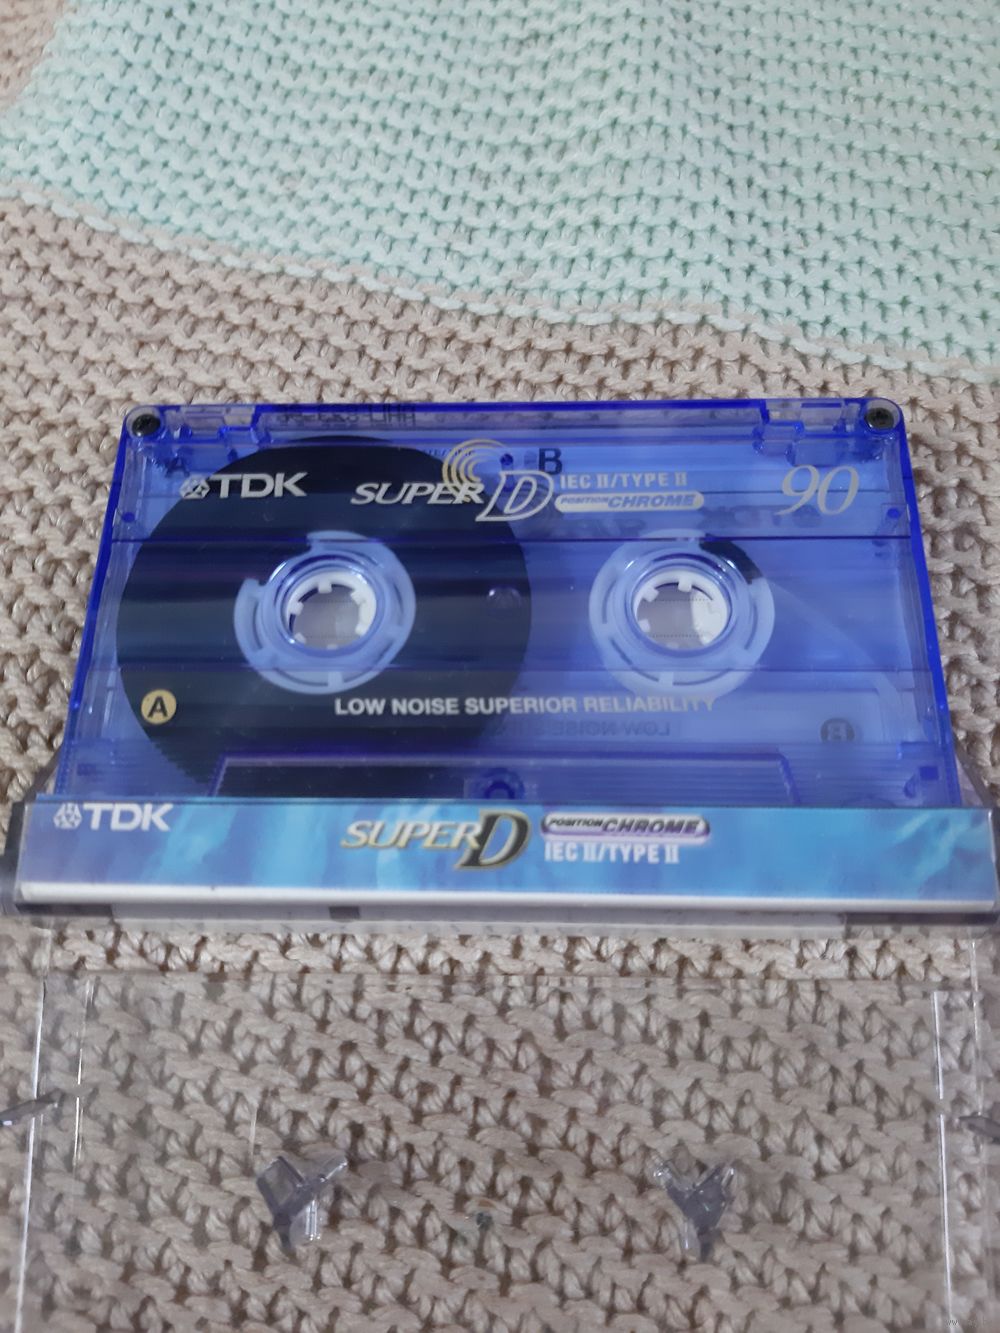 B
TDK
SUPER D
IEC II/TYPE II
POSITION CHROME
90
A
LOW NOISE SUPERIOR RELIABILITY
TDK
SUPER D
POSITION CHROME
IEC II/TYPE II